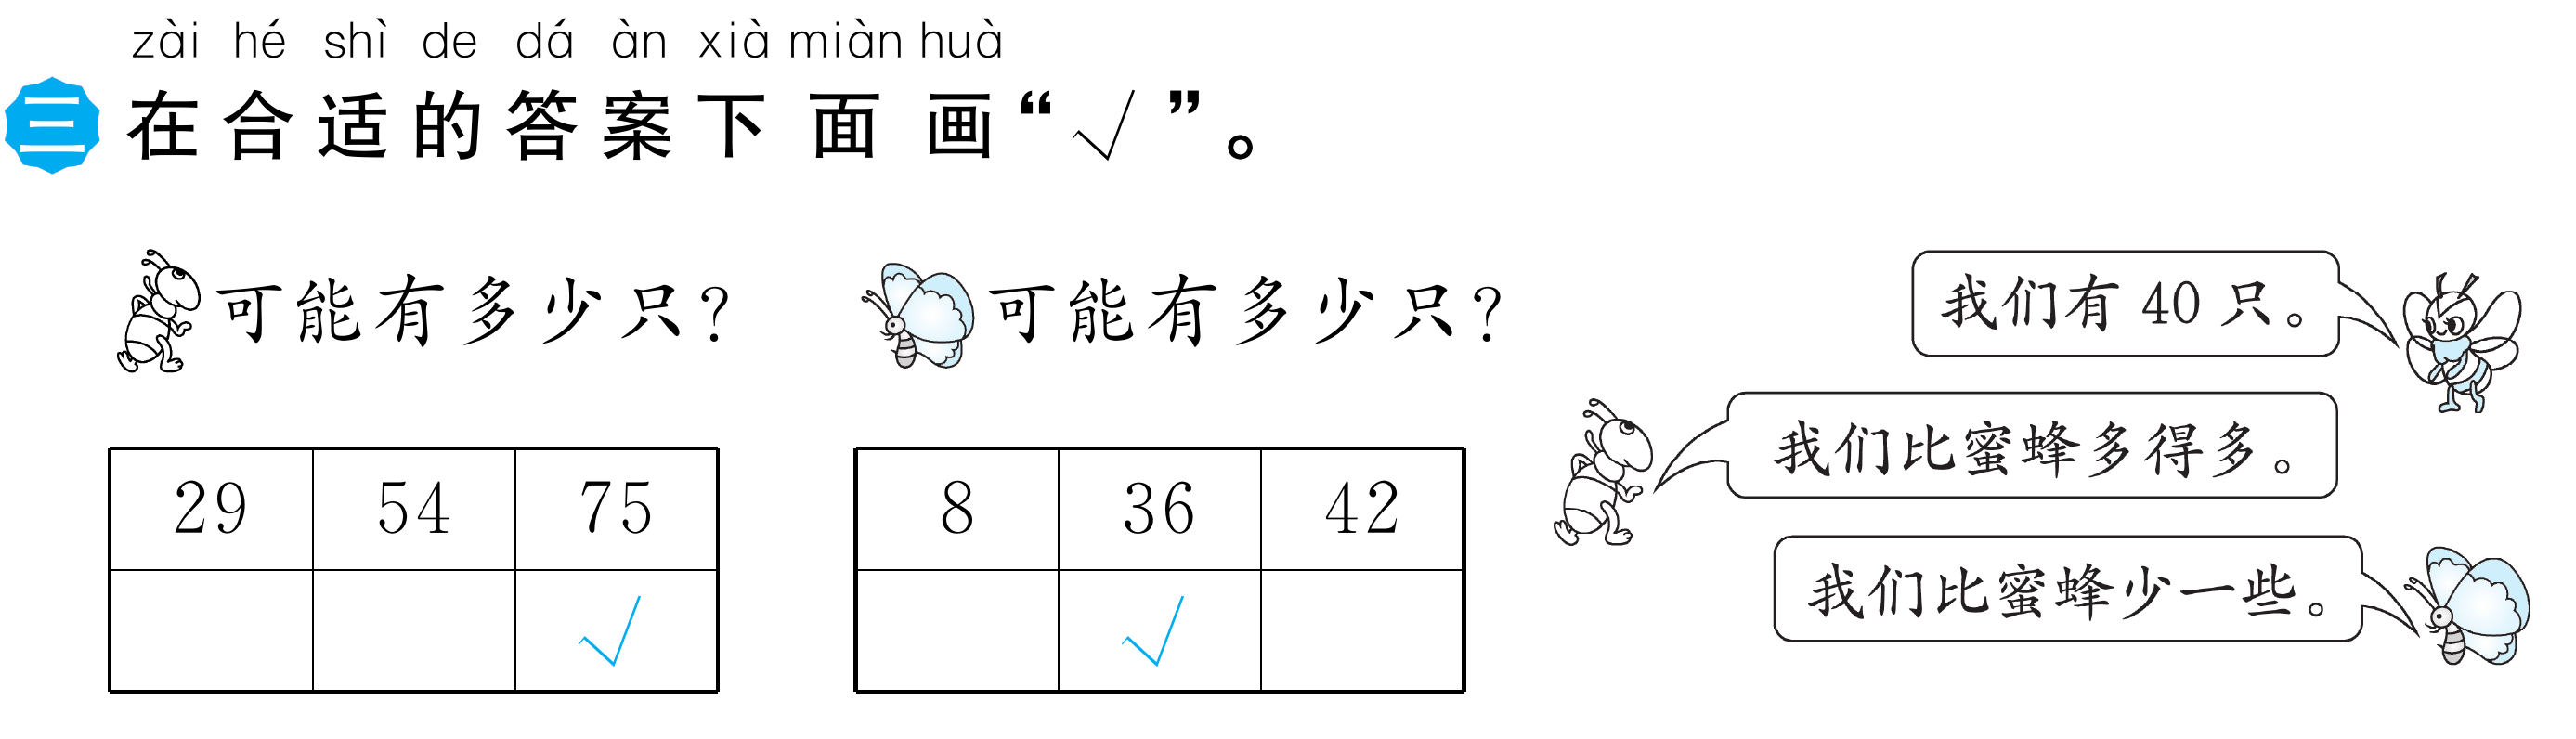 zài hé shì de dá àn xià miàn huà
三 在合适的答案下面画“√”。
可能有多少只？
29 54 75
√
可能有多少只？
8 36 42
√
我们有 40 只。
我们比蜜蜂多得多。
我们比蜜蜂少一些。